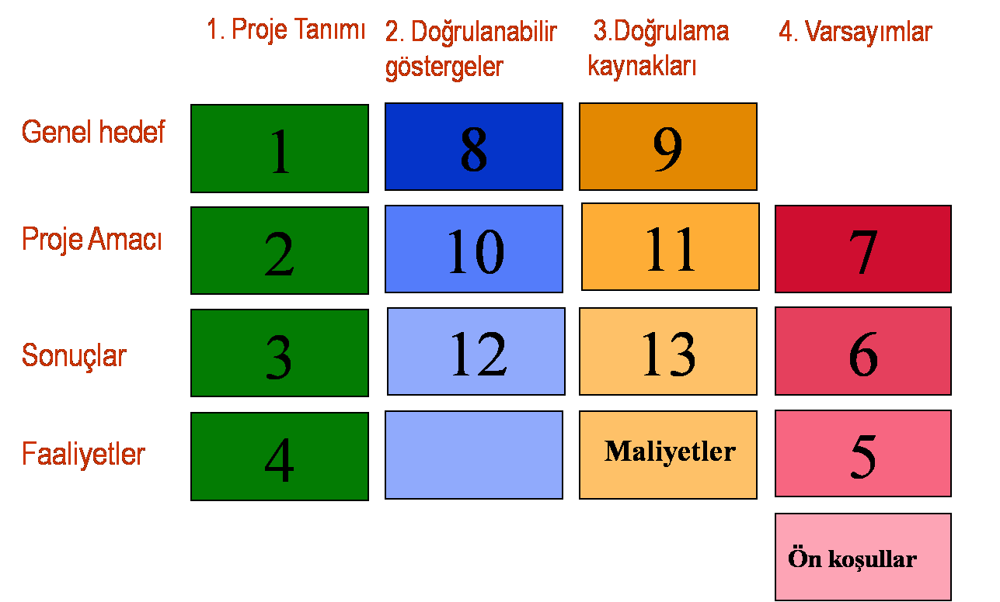 1. Proje Tanımı
2. Doğrulanabilir
göstergeler
3.Doğrulama
kaynakları
4. Varsayımlar
Genel hedef
1
8
9
Proje Amacı
2
10
11
7
Sonuçlar
3
12
13
6
Faaliyetler
4
Maliyetler
5
Ön koşullar